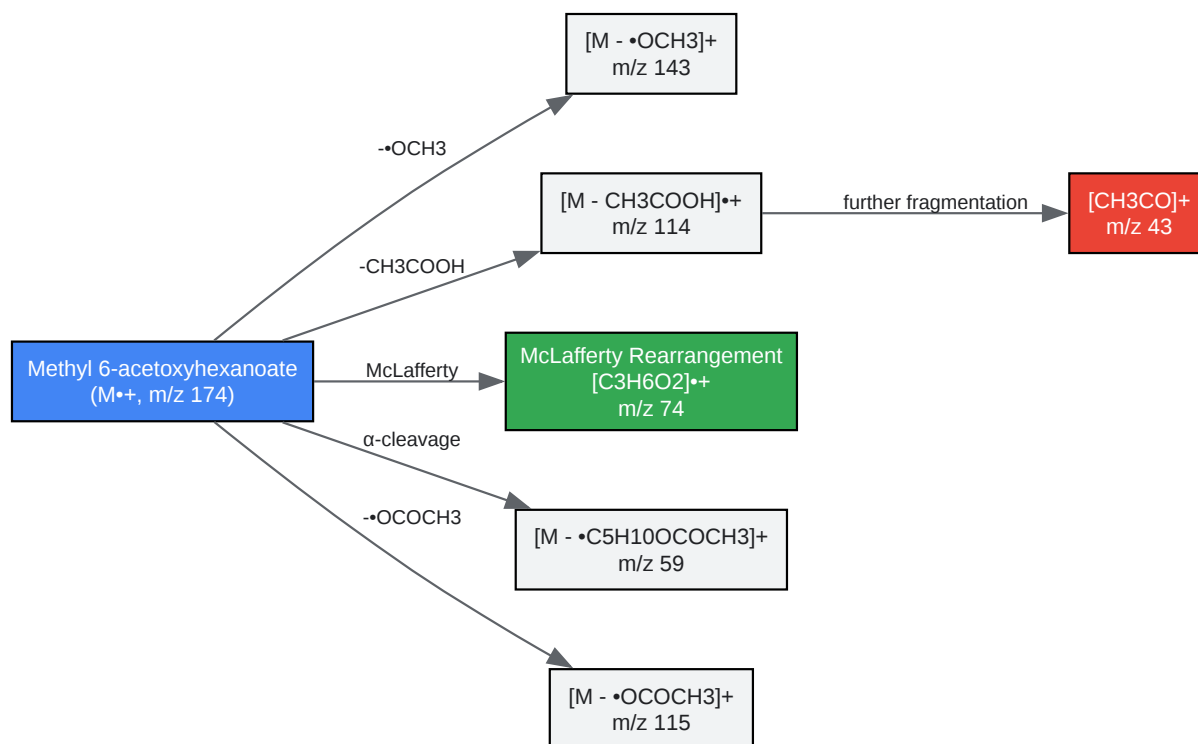 [M - •OCH3]+
m/z 143
-•OCH3
[M - CH3COOH]•+
m/z 114
further fragmentation
[CH3CO]+
m/z 43
-CH3COOH
Methyl 6-acetoxyhexanoate
(M•+, m/z 174)
McLafferty
McLafferty Rearrangement
[C3H6O2]•+
m/z 74
α-cleavage
[M - •C5H10OCOCH3]+
m/z 59
-•OCOCH3
[M - •OCOCH3]+
m/z 115